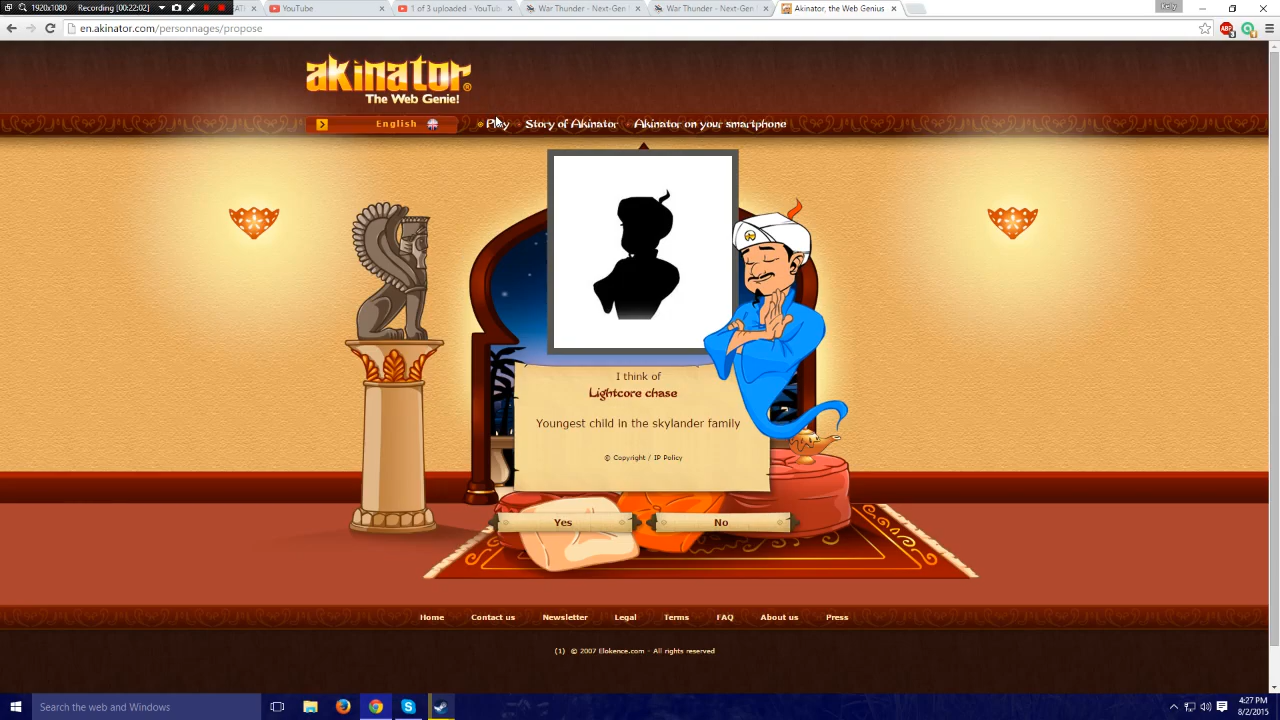 1920x1080 Recording [00:22:02]
YouTube
1 of 3 uploaded - YouTub
War Thunder - Next-Gen
War Thunder - Next-Gen
Akinator, the Web Genius
Kelly
en.akinator.com/personnages/propose
akinator®
The Web Genie!
English
Play
Story of Akinator
Akinator on your smartphone
I think of
Lightcore chase
Youngest child in the skylander family
© Copyright / IP Policy
Yes
No
Home
Contact us
Newsletter
Legal
Terms
FAQ
About us
Press
(1) © 2007 Elokence.com - All rights reserved
Search the web and Windows
4:27 PM
8/2/2015